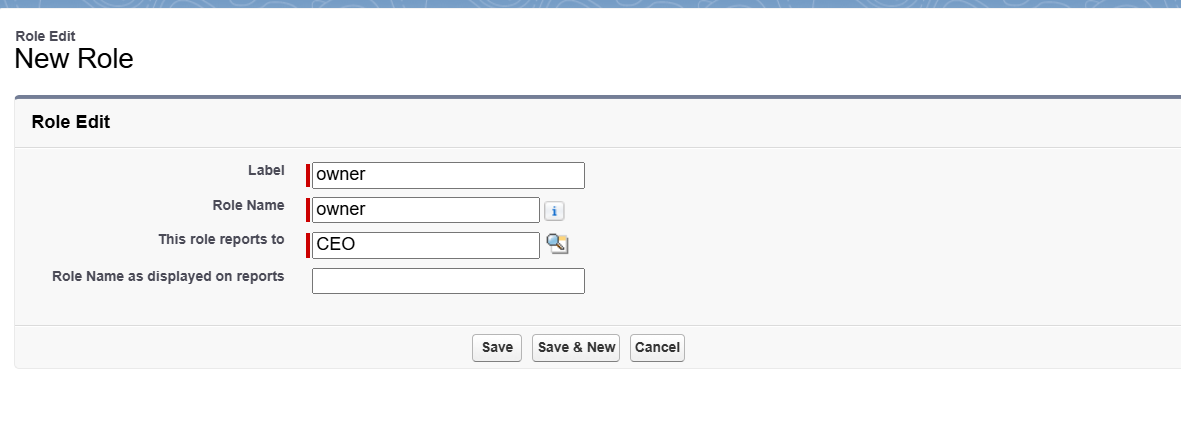 Role Edit
New Role
Role Edit
Label owner
Role Name owner i
This role reports to CEO
Role Name as displayed on reports
Save Save & New Cancel